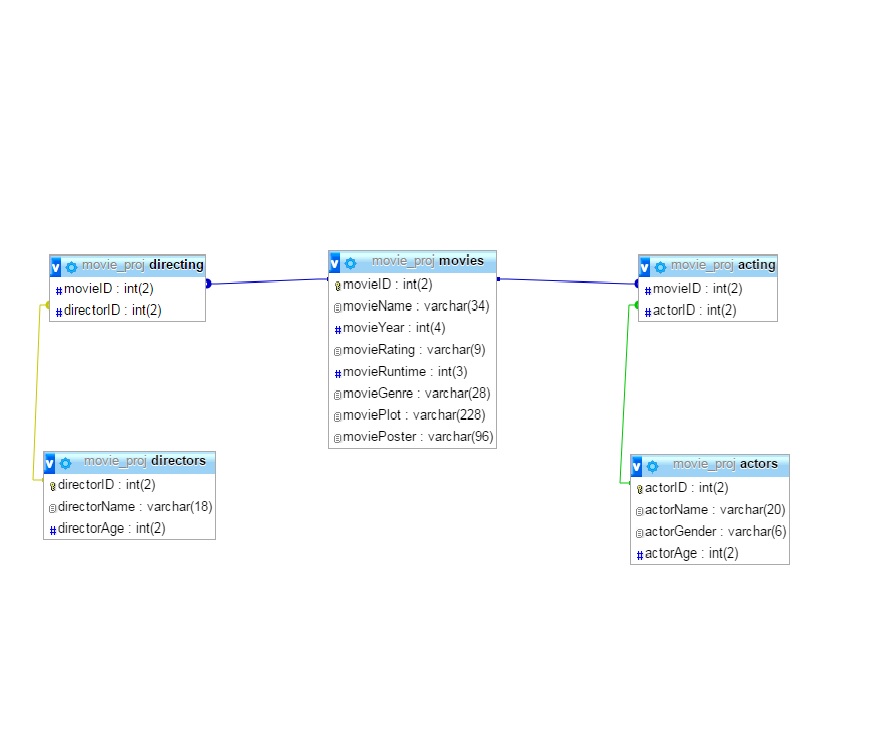 v movie_proj directing
#movieID : int(2)
#directorID : int(2)
v movie_proj movies
movieID : int(2)
movieName : varchar(34)
#movieYear : int(4)
movieRating : varchar(9)
#movieRuntime : int(3)
movieGenre : varchar(28)
moviePlot : varchar(228)
moviePoster : varchar(96)
v movie_proj acting
#movieID : int(2)
#actorID : int(2)
v movie_proj directors
directorID : int(2)
directorName : varchar(18)
#directorAge : int(2)
v movie_proj actors
actorID : int(2)
actorName : varchar(20)
actorGender : varchar(6)
#actorAge : int(2)